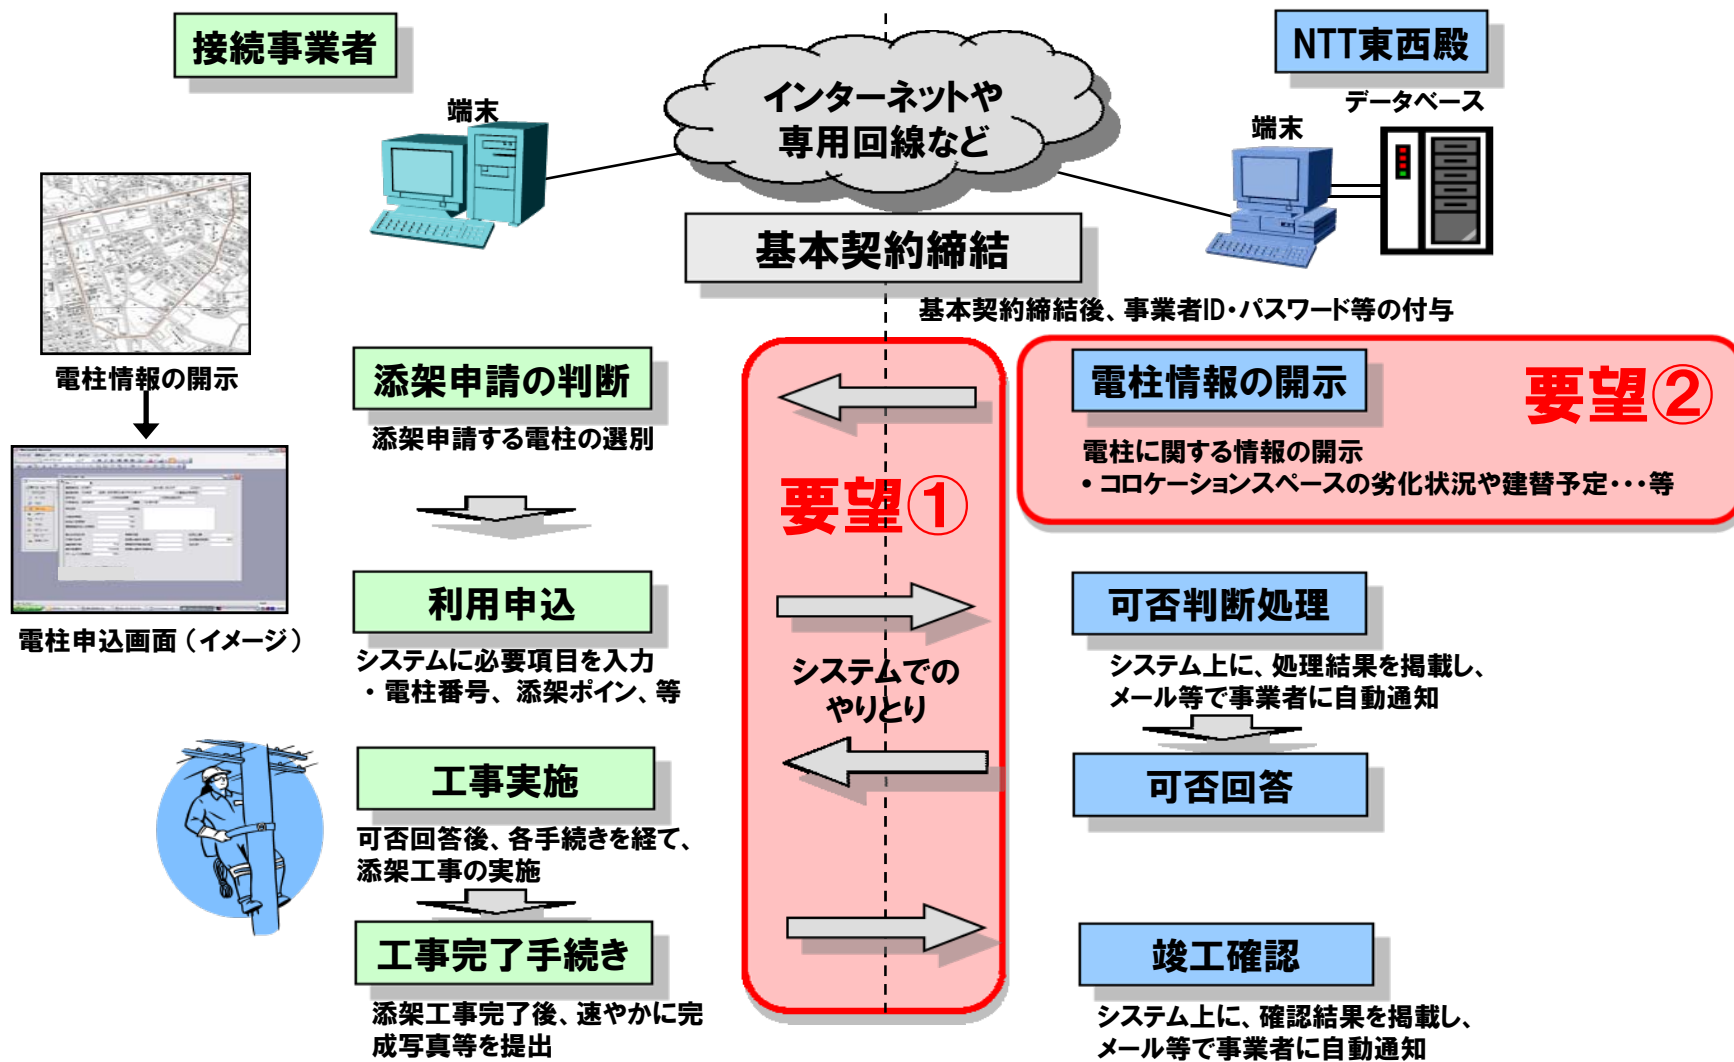 接続事業者
NTT東西殿
インターネットや
専用回線など
端末
端末
データベース
基本契約締結
基本契約締結後、事業者ID・パスワード等の付与
電柱情報の開示
電柱申込画面（イメージ）
添架申請の判断
添架申請する電柱の選別
電柱情報の開示
要望②
電柱に関する情報の開示
・コロケーションスペースの劣化状況や建替予定・・・等
要望①
利用申込
システムに必要項目を入力
・電柱番号、添架ポイン、等
システムでの
やりとり
可否判断処理
システム上に、処理結果を掲載し、
メール等で事業者に自動通知
工事実施
可否回答後、各手続きを経て、
添架工事の実施
可否回答
工事完了手続き
添架工事完了後、速やかに完
成写真等を提出
竣工確認
システム上に、確認結果を掲載し、
メール等で事業者に自動通知